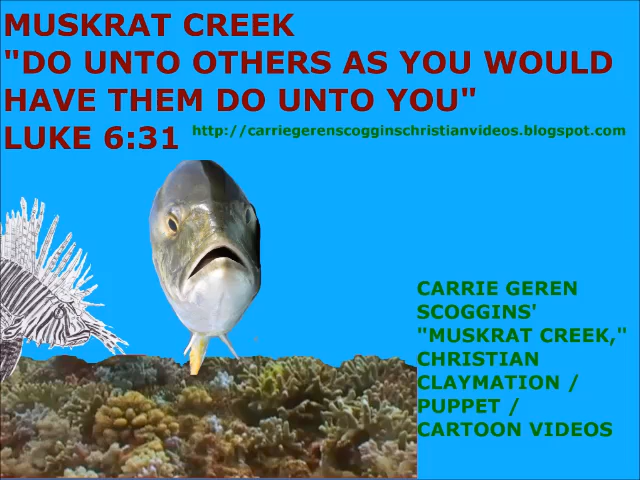 MUSKRAT CREEK
"DO UNTO OTHERS AS YOU WOULD
HAVE THEM DO UNTO YOU"
LUKE 6:31 http://carriegerenscogginschristianvideos.blogspot.com
CARRIE GEREN
SCOGGINS'
"MUSKRAT CREEK,"
CHRISTIAN
CLAYMATION /
PUPPET /
CARTOON VIDEOS